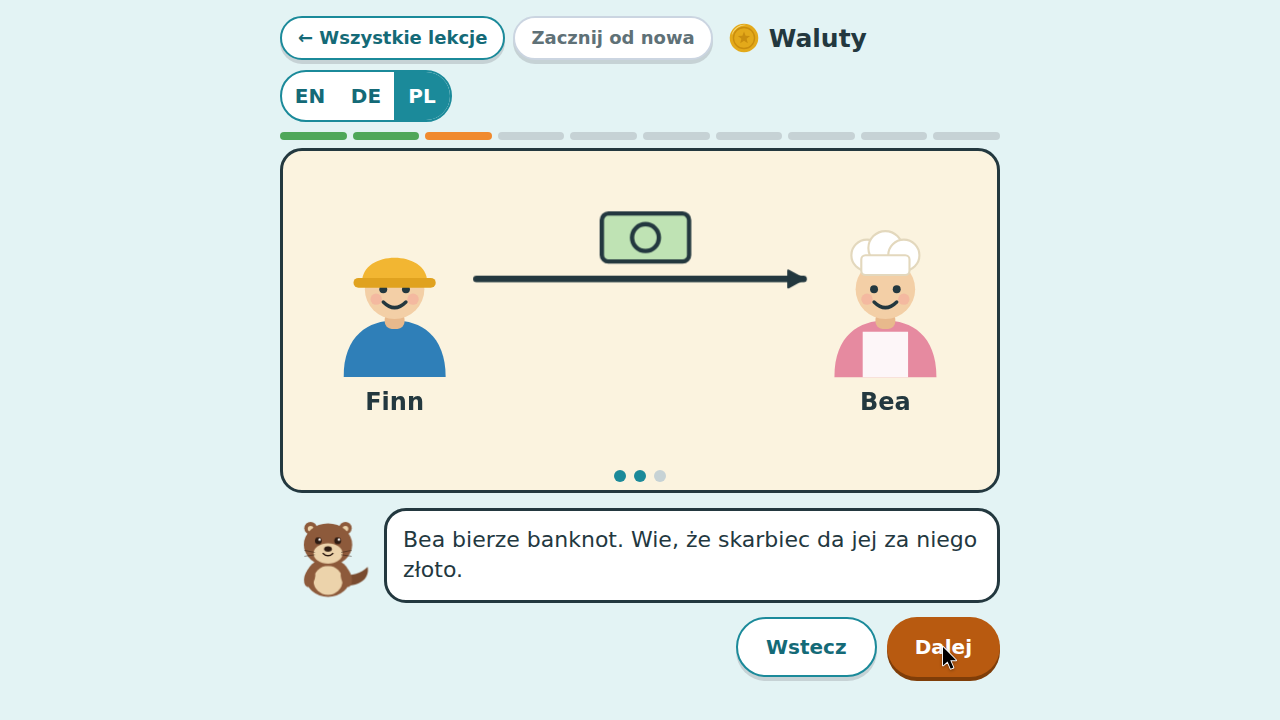 ← Wszystkie lekcje
Zacznij od nowa
Waluty
EN DE PL
Finn
Bea
Bea bierze banknot. Wie, że skarbiec da jej za niego
złoto.
Wstecz
Dalej